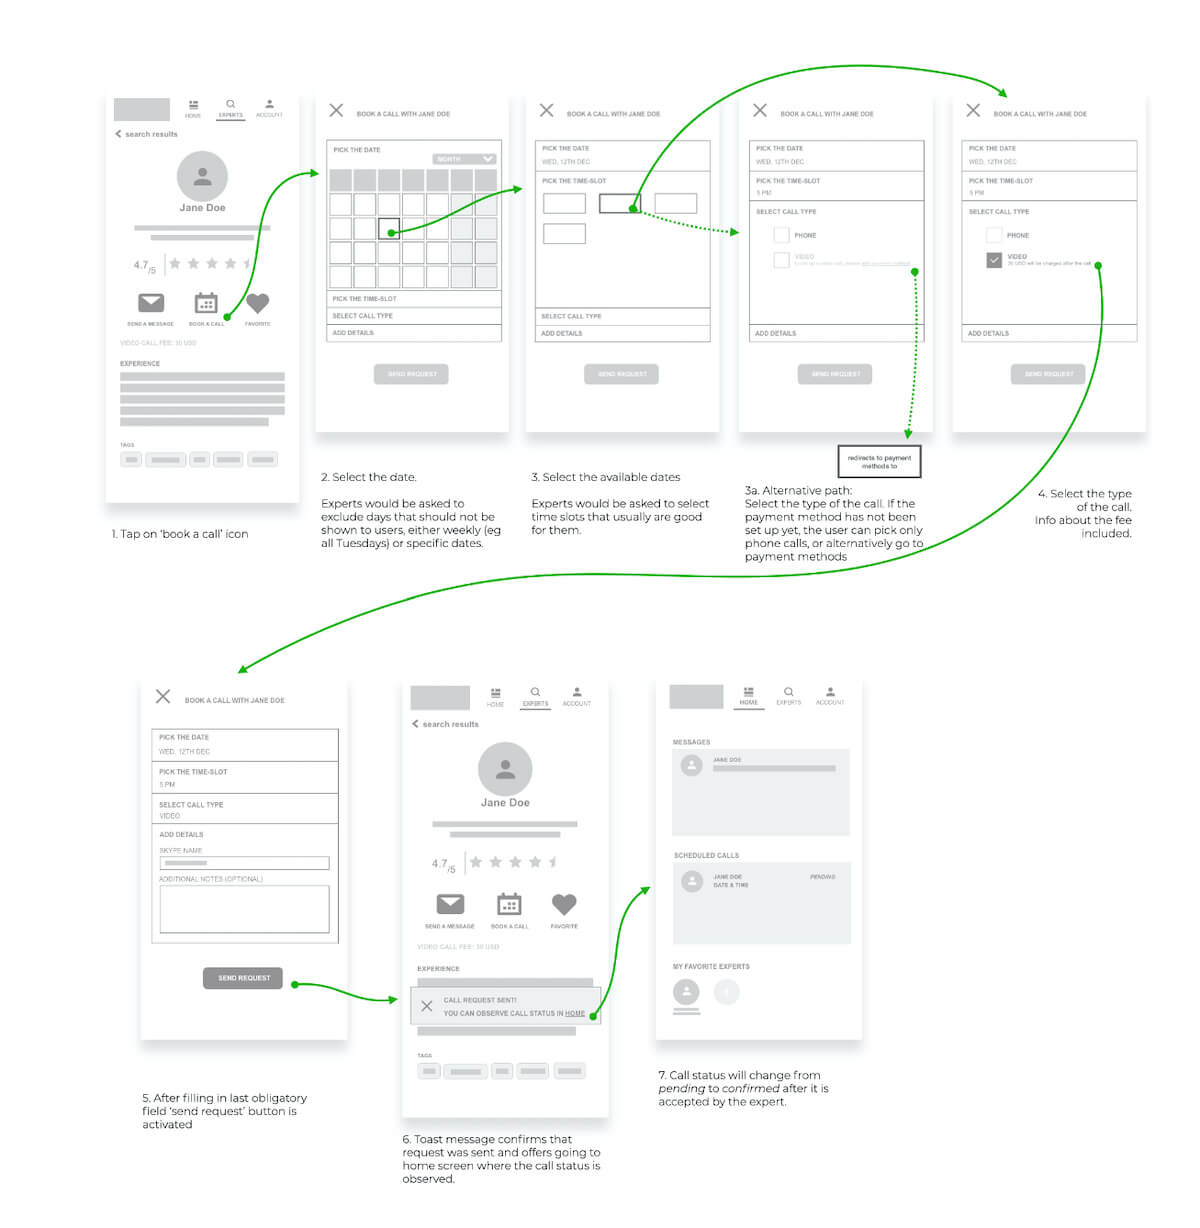 HOME
EXPERTS
ACCOUNT
search results
Jane Doe
4.7/5
SEND A MESSAGE
BOOK A CALL
FAVORITE
VIDEO CALL FEE: 30 USD
EXPERIENCE
TAGS
1. Tap on ‘book a call’ icon
BOOK A CALL WITH JANE DOE
PICK THE DATE
MONTH
PICK THE TIME-SLOT
SELECT CALL TYPE
ADD DETAILS
SEND REQUEST
2. Select the date.
Experts would be asked to
exclude days that should not be
shown to users, either weekly (eg
all Tuesdays) or specific dates.
BOOK A CALL WITH JANE DOE
PICK THE DATE
WED, 12TH DEC
PICK THE TIME-SLOT
SELECT CALL TYPE
ADD DETAILS
SEND REQUEST
3. Select the available dates
Experts would be asked to select
time slots that usually are good
for them.
BOOK A CALL WITH JANE DOE
PICK THE DATE
WED, 12TH DEC
PICK THE TIME-SLOT
5 PM
SELECT CALL TYPE
PHONE
VIDEO
ADD DETAILS
SEND REQUEST
redirects to payment
methods to
3a. Alternative path:
Select the type of the call. If the
payment method has not been
set up yet, the user can pick only
phone calls, or alternatively go to
payment methods
BOOK A CALL WITH JANE DOE
PICK THE DATE
WED, 12TH DEC
PICK THE TIME-SLOT
5 PM
SELECT CALL TYPE
PHONE
VIDEO
USD will be charged after the call
ADD DETAILS
SEND REQUEST
4. Select the type
of the call.
Info about the fee
included.
BOOK A CALL WITH JANE DOE
PICK THE DATE
WED, 12TH DEC
PICK THE TIME-SLOT
5 PM
SELECT CALL TYPE
VIDEO
ADD DETAILS
SKYPE NAME
ADDITIONAL NOTES (OPTIONAL)
SEND REQUEST
5. After filling in last obligatory
field ‘send request’ button is
activated
HOME
EXPERTS
ACCOUNT
search results
Jane Doe
4.7/5
SEND A MESSAGE
BOOK A CALL
FAVORITE
VIDEO CALL FEE: 30 USD
EXPERIENCE
CALL REQUEST SENT!
YOU CAN OBSERVE CALL STATUS IN HOME
TAGS
6. Toast message confirms that
request was sent and offers going to
home screen where the call status is
observed.
HOME
EXPERTS
ACCOUNT
MESSAGES
JANE DOE
SCHEDULED CALLS
JANE DOE
PENDING
DATE & TIME
MY FAVORITE EXPERTS
7. Call status will change from
pending to confirmed after it is
accepted by the expert.